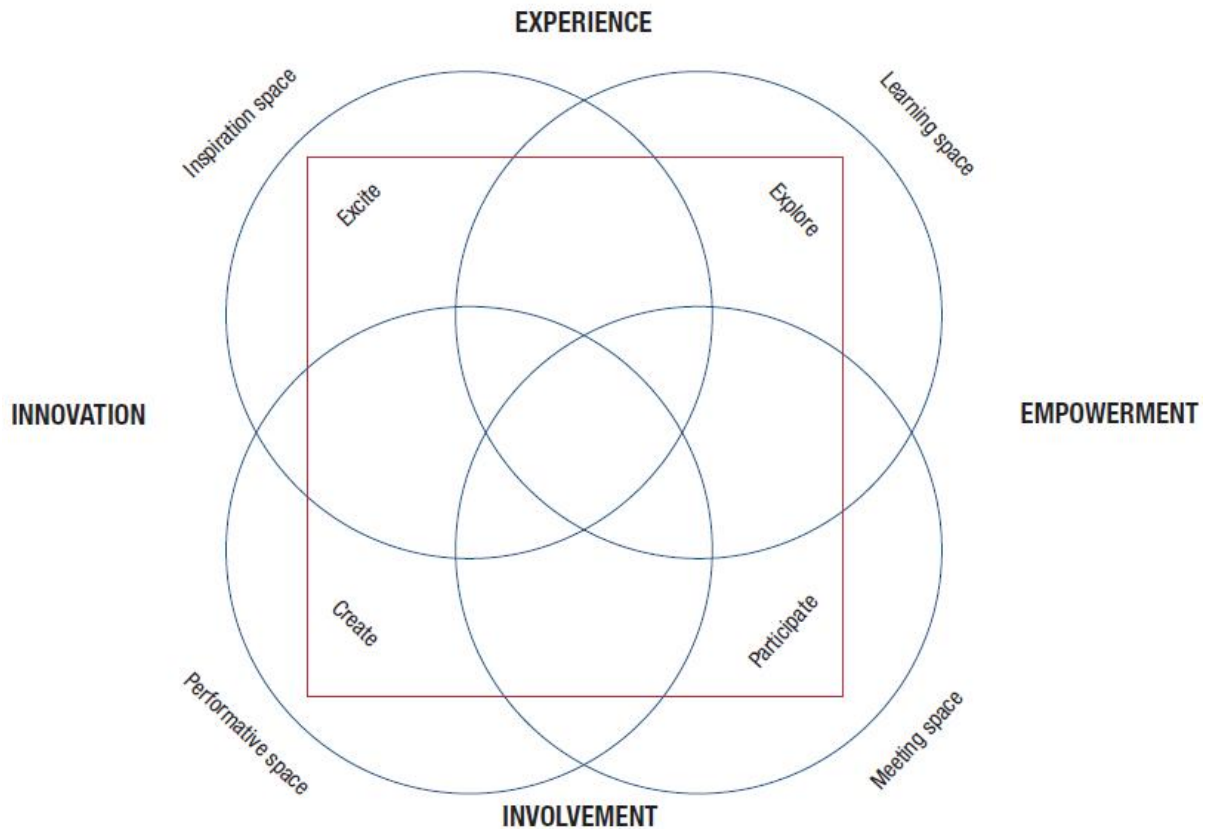 EXPERIENCE
Inspiration space
Learning space
Excite
Explore
INNOVATION
EMPOWERMENT
Create
Participate
Performative space
Meeting space
INVOLVEMENT